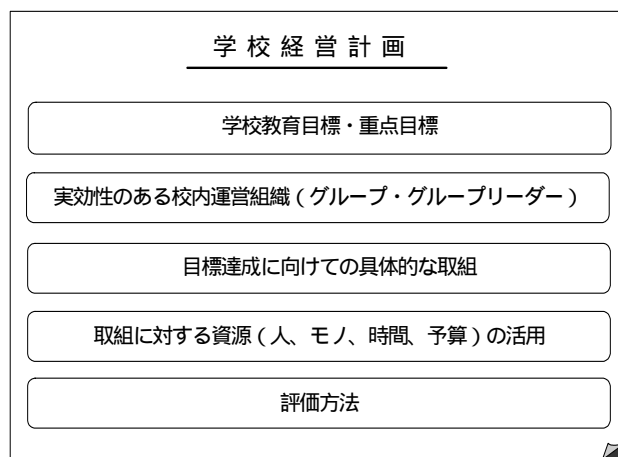 学校経営計画
学校教育目標・重点目標
実効性のある校内運営組織(グループ・グループリーダー)
目標達成に向けての具体的な取組
取組に対する資源(人、モノ、時間、予算)の活用
評価方法